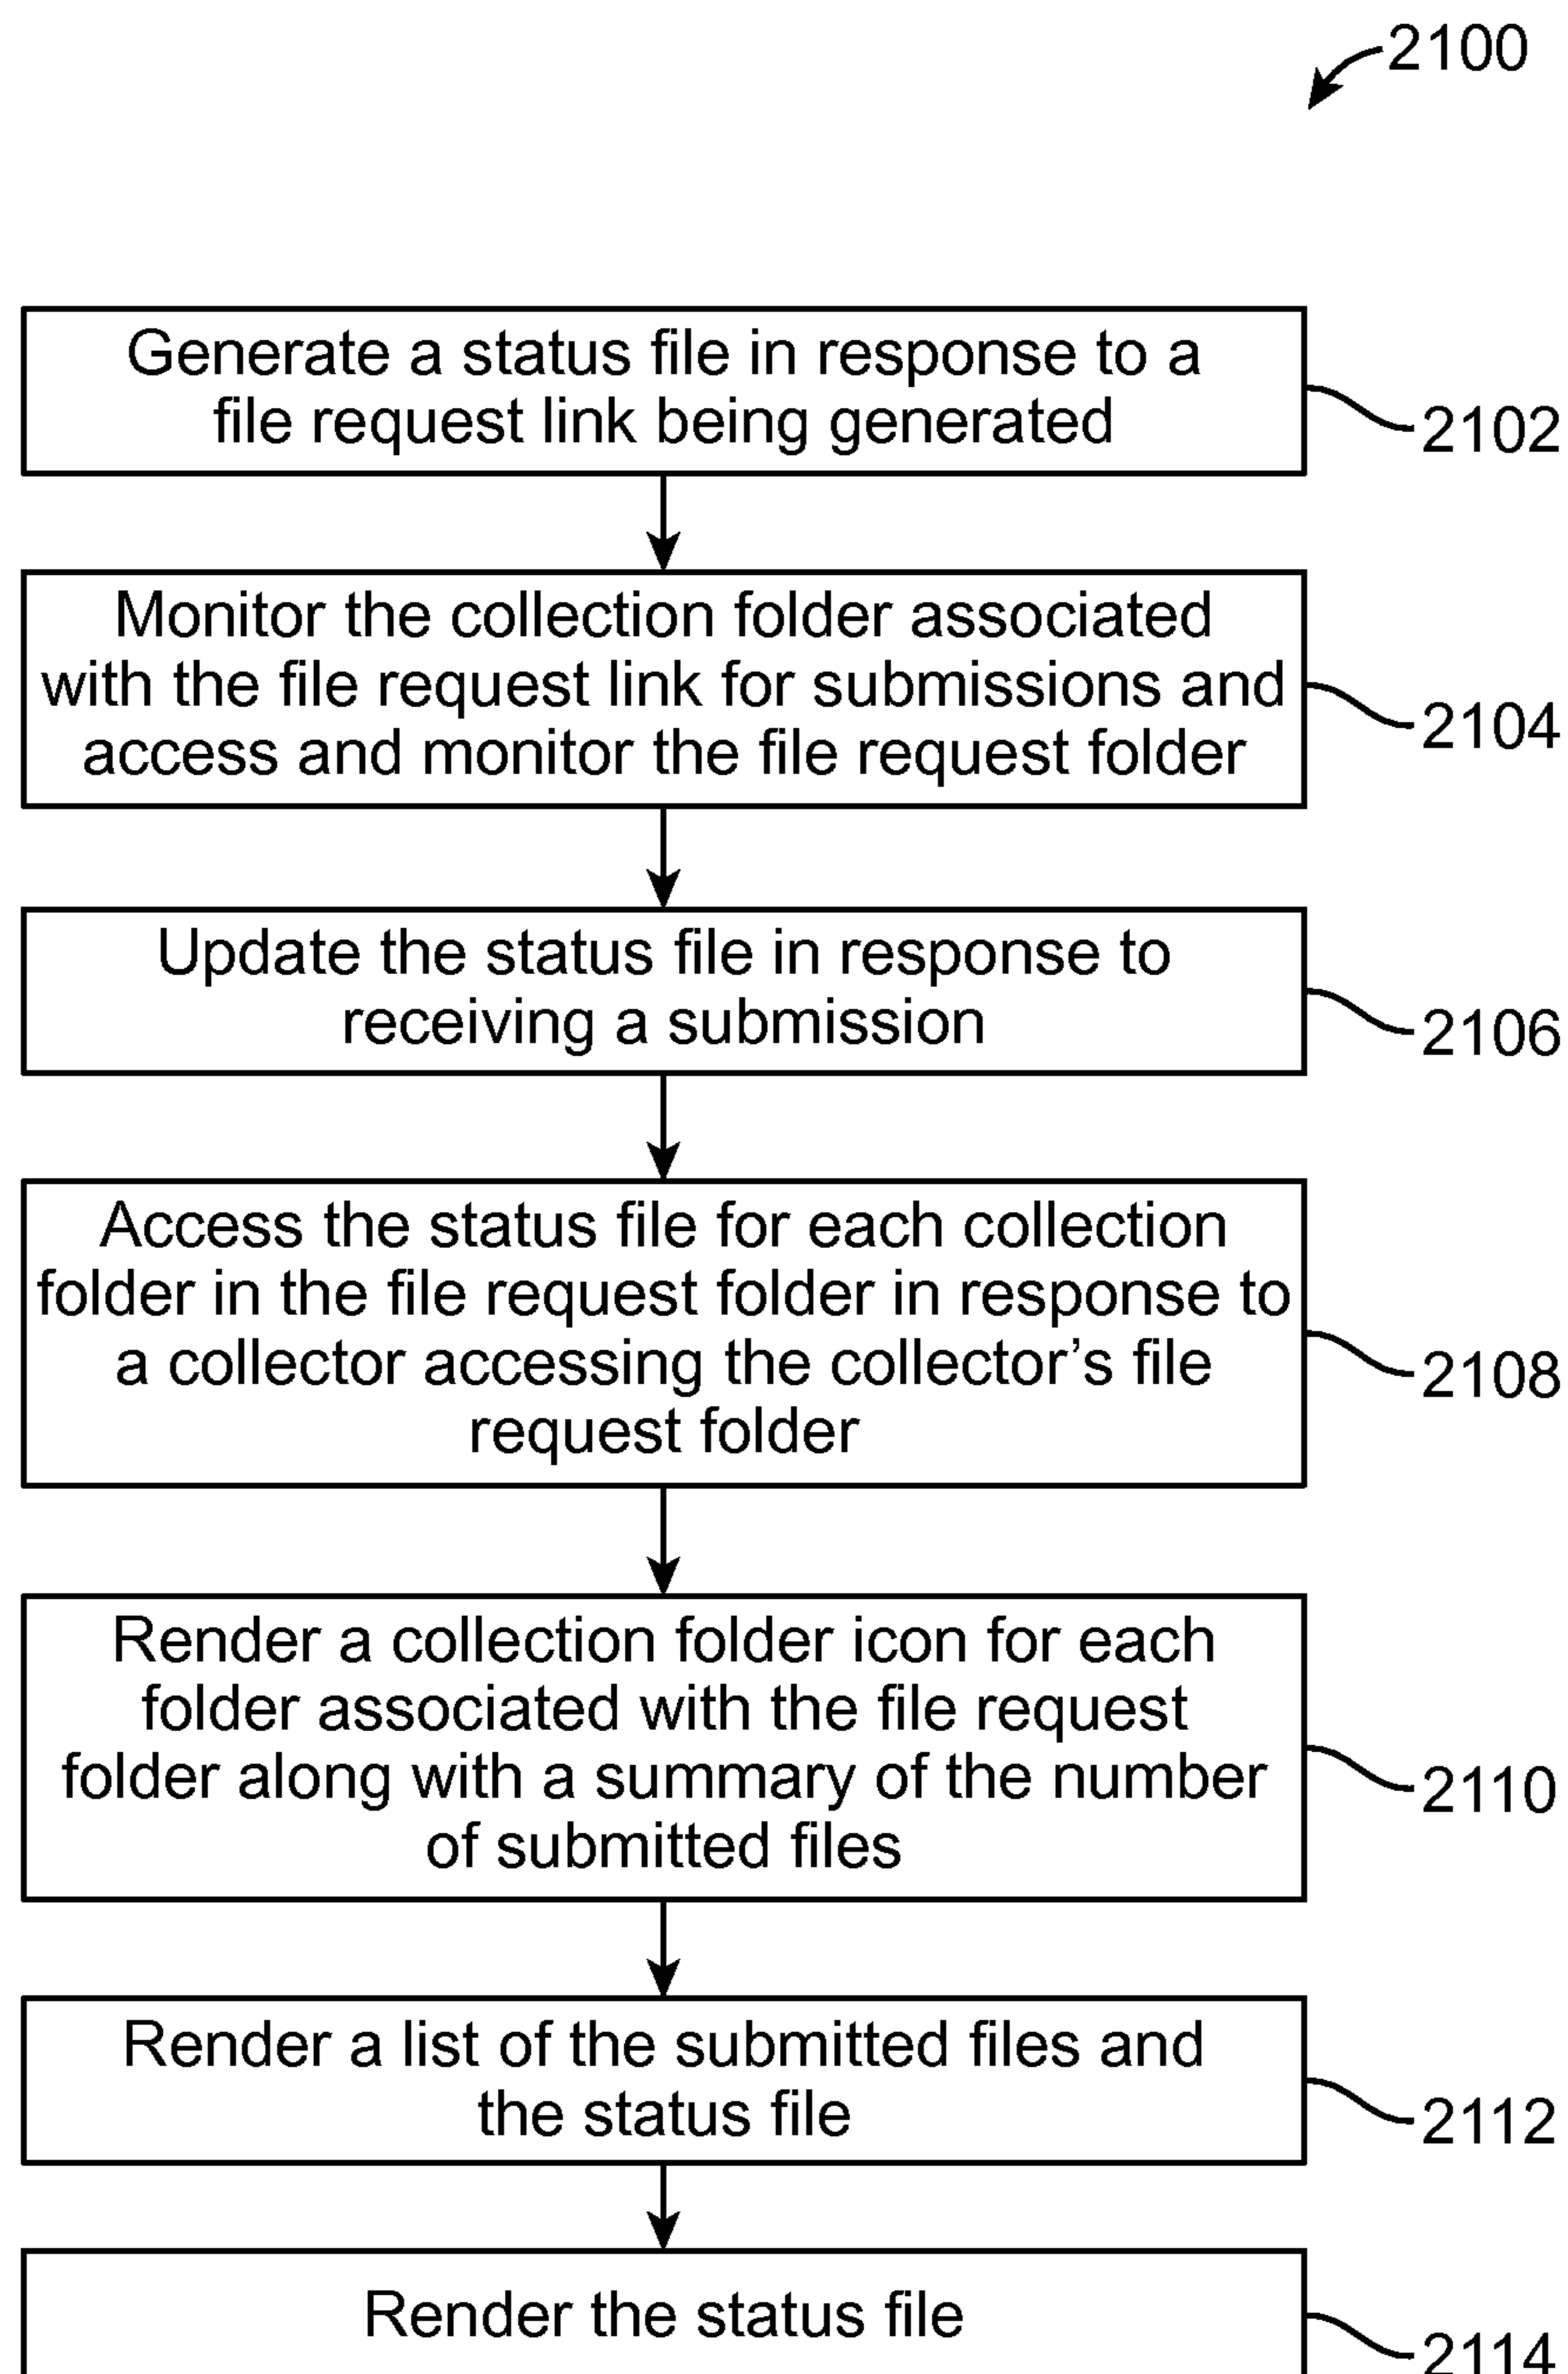 2100
Generate a status file in response to a
file request link being generated
2102
Monitor the collection folder associated
with the file request link for submissions and
access and monitor the file request folder
2104
Update the status file in response to
receiving a submission
2106
Access the status file for each collection
folder in the file request folder in response to
a collector accessing the collector's file
request folder
2108
Render a collection folder icon for each
folder associated with the file request
folder along with a summary of the number
of submitted files
2110
Render a list of the submitted files and
the status file
2112
Render the status file
2114